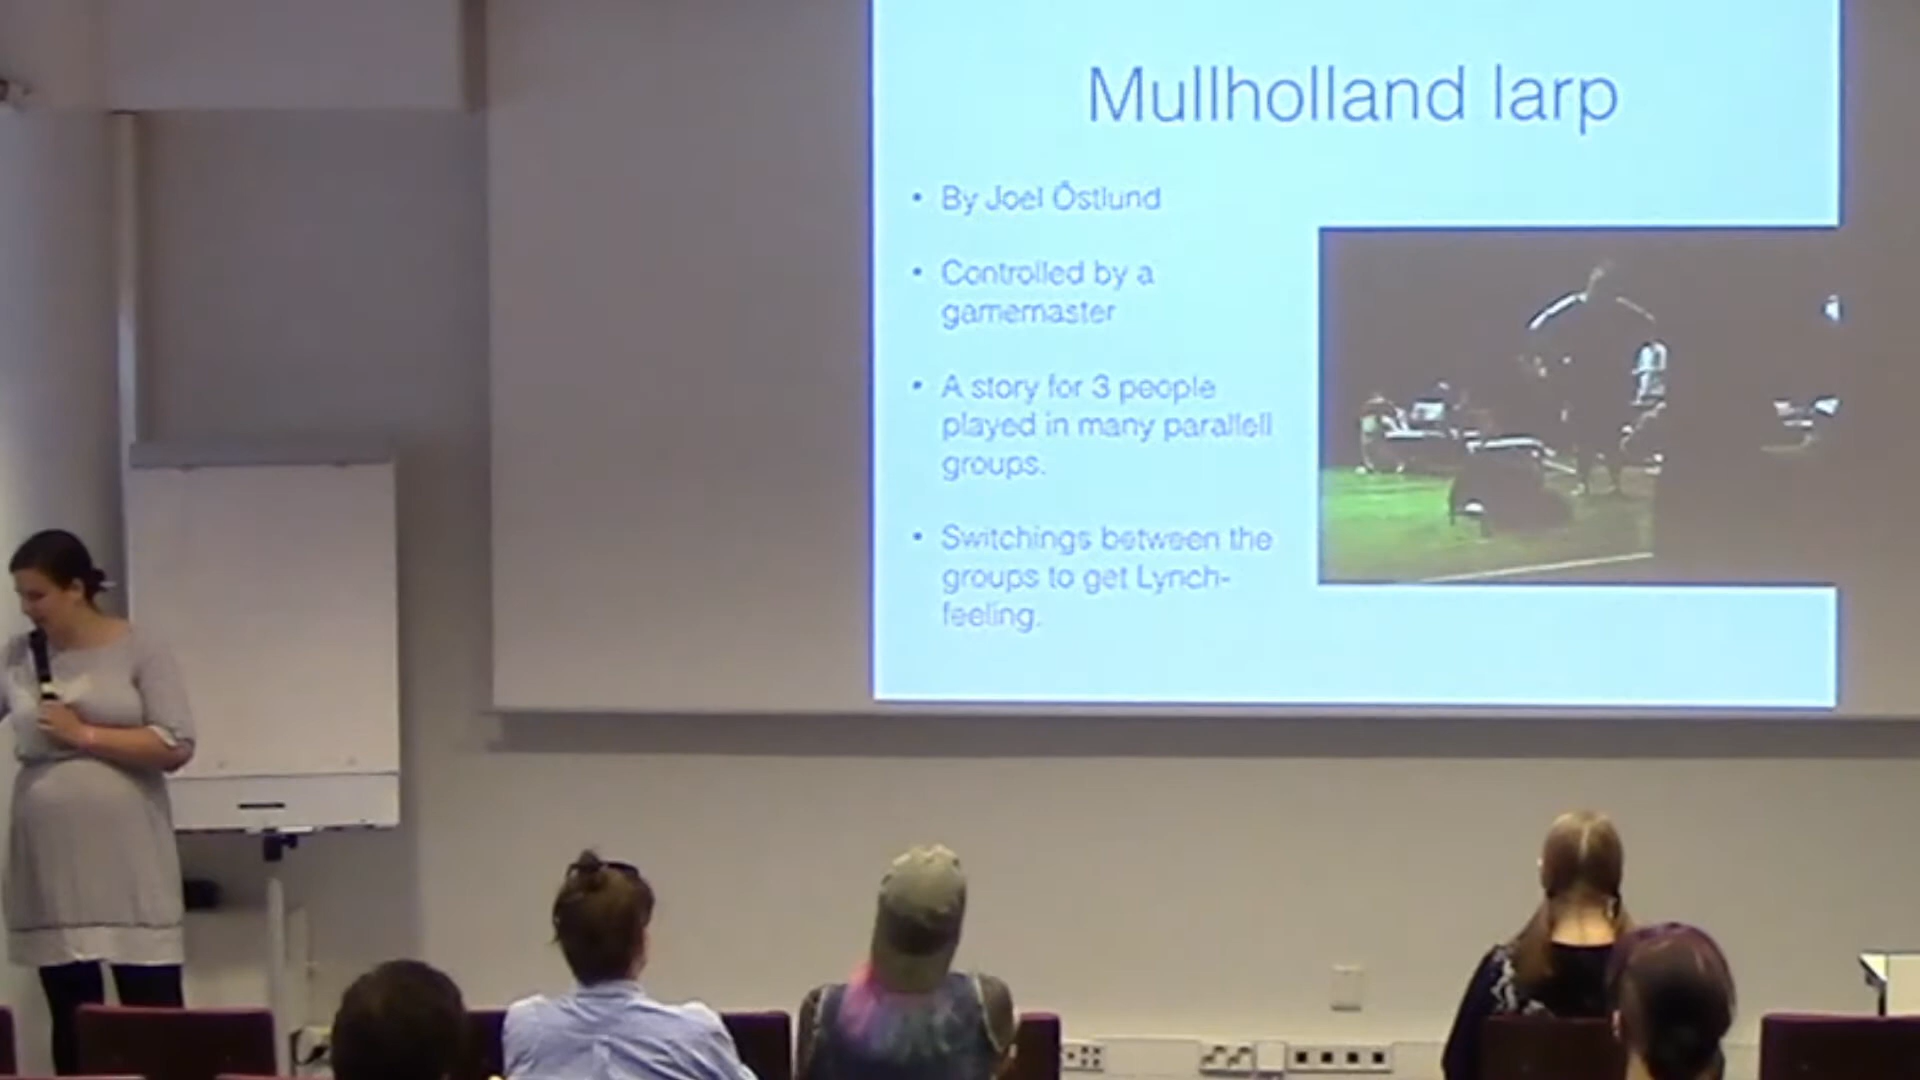 Mullholland larp
• By Joel Östlund
• Controlled by a
gamemaster
• A story for 3 people
played in many parallell
groups.
• Switchings between the
groups to get Lynch-
feeling.